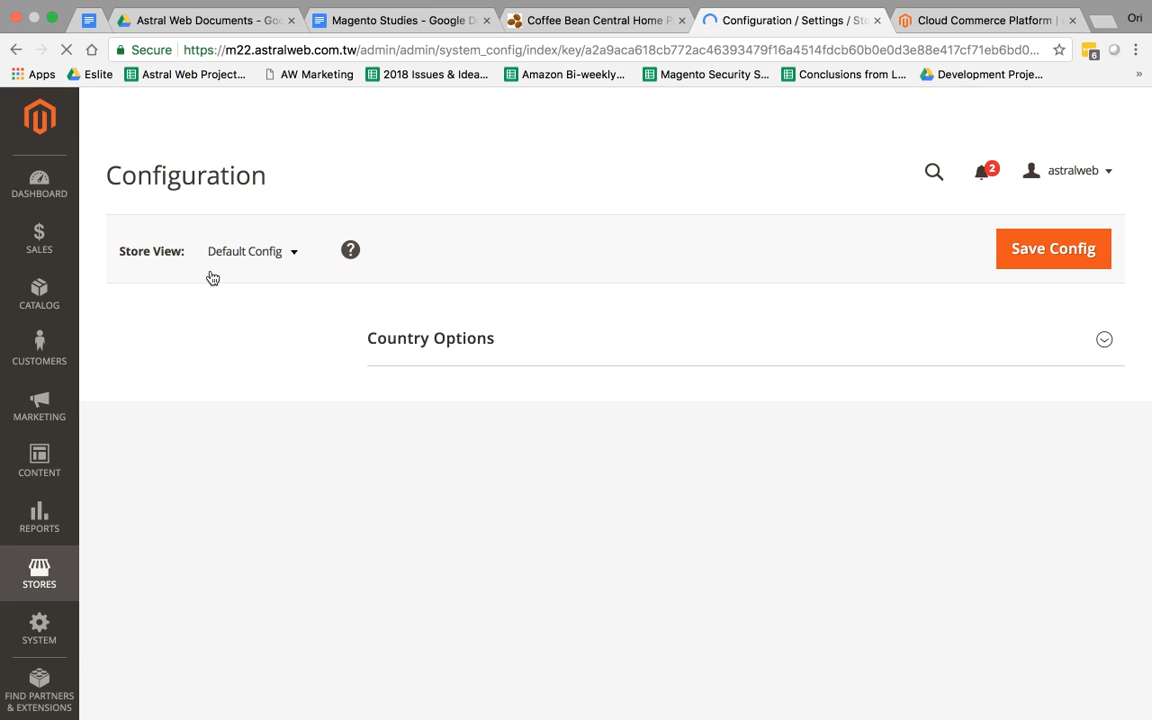 Astral Web Documents - Goo
Magento Studies - Google D
Coffee Bean Central Home P
Configuration / Settings / Sto
Cloud Commerce Platform | e
Ori
Secure https://m22.astralweb.com.tw/admin/admin/system_config/index/key/a2a9aca618cb772ac46393479f16a4514fdcb60b0e0d3e88e417cf71eb6bd0...
6
Apps Eslite Astral Web Project... AW Marketing 2018 Issues & Idea... Amazon Bi-weekly... Magento Security S... Conclusions from L... Development Proje... »
Configuration
2
astralweb
Store View: Default Config ?
Save Config
Country Options
DASHBOARD
$
SALES
CATALOG
CUSTOMERS
MARKETING
CONTENT
REPORTS
STORES
SYSTEM
FIND PARTNERS
& EXTENSIONS